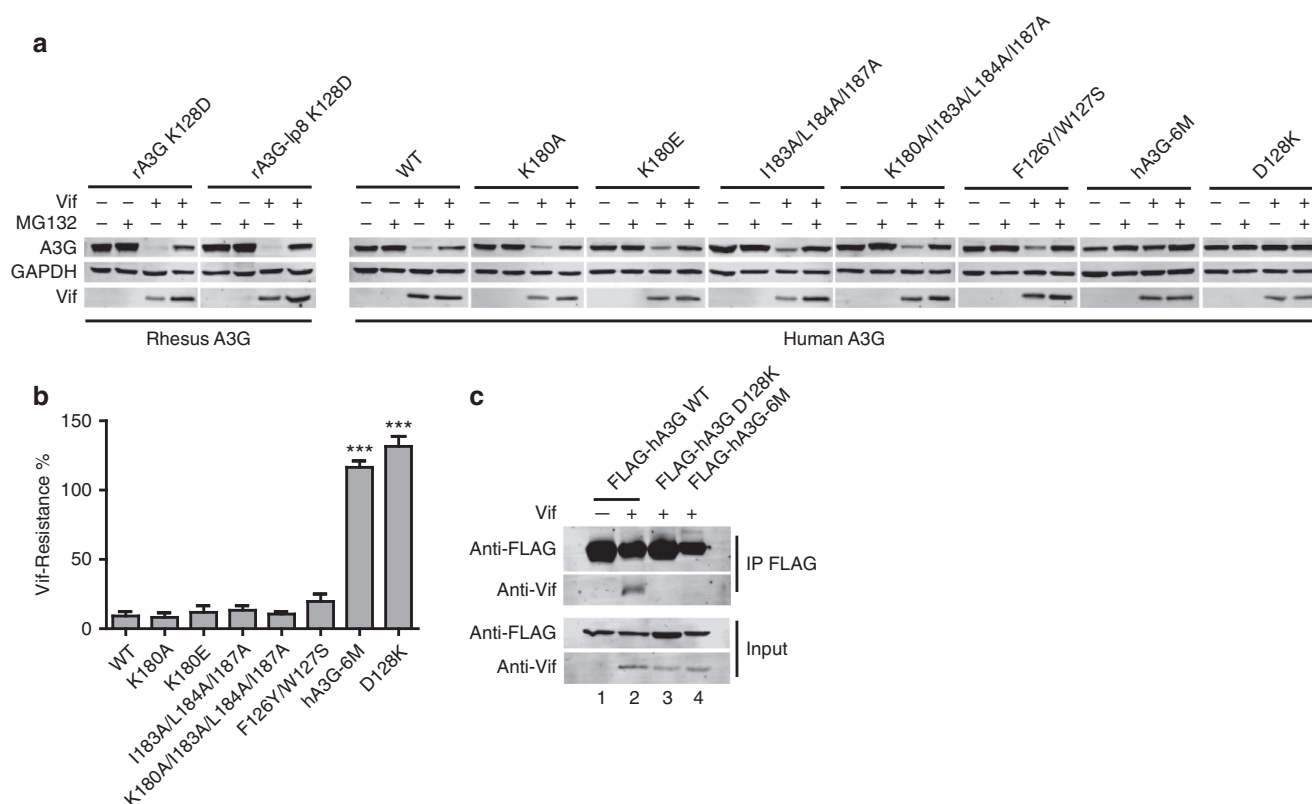 a
rA3G K128D
rA3G-lp8 K128D
WT
K180A
K180E
I183A/L184A/I187A
K180A/I183A/L184A/I187A
F126Y/W127S
hA3G-6M
D128K
Vif – – + + – – + + – – + + – – + + – – + + – – + + – – + + – – + + – – + + – – + +
MG132 – + – + – + – + – + – + – + – + – + – + – + – + – + – + – + – + – + – + – + – +
A3G
GAPDH
Vif
Rhesus A3G
Human A3G
b
Vif-Resistance %
150
100
50
0
***
***
WT
K180A
K180E
I183A/L184A/I187A
K180A/I183A/L184A/I187A
F126Y/W127S
hA3G-6M
D128K
c
FLAG-hA3G WT
FLAG-hA3G D128K
FLAG-hA3G-6M
Vif — + + +
Anti-FLAG
Anti-Vif
IP FLAG
Anti-FLAG
Anti-Vif
Input
1 2 3 4